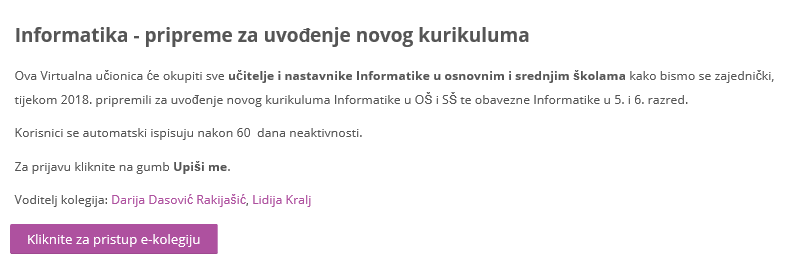 Informatika - pripreme za uvođenje novog kurikuluma
Ova Virtualna učionica će okupiti sve učitelje i nastavnike Informatike u osnovnim i srednjim školama kako bismo se zajednički,
tijekom 2018. pripremili za uvođenje novog kurikuluma Informatike u OŠ i SŠ te obavezne Informatike u 5. i 6. razred.
Korisnici se automatski ispisuju nakon 60 dana neaktivnosti.
Za prijavu kliknite na gumb Upiši me.
Voditelj kolegija: Darija Dasović Rakijašić, Lidija Kralj
Kliknite za pristup e-kolegiju